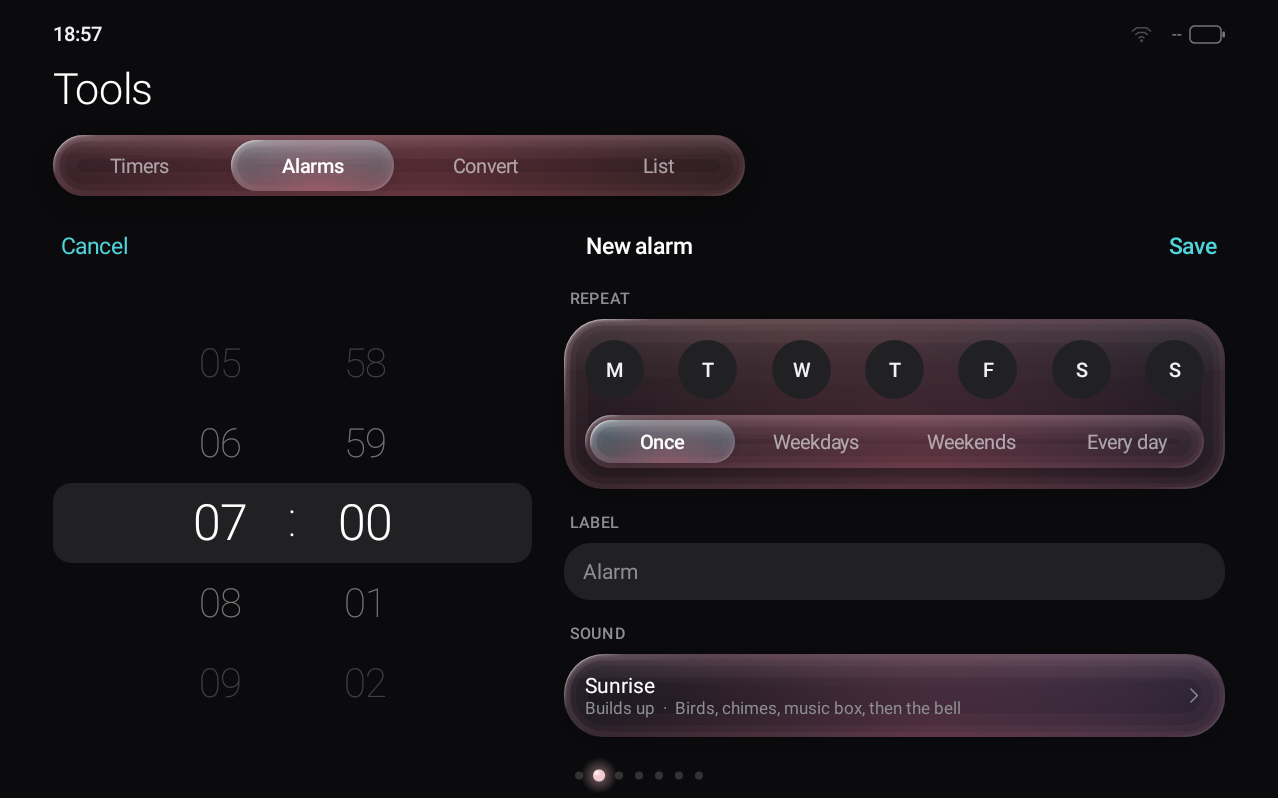 18:57
--
Tools
Timers Alarms Convert List
Cancel New alarm Save
05 58
06 59
07 : 00
08 01
09 02
REPEAT
M T W T F S S
Once Weekdays Weekends Every day
LABEL
Alarm
SOUND
Sunrise
Builds up · Birds, chimes, music box, then the bell